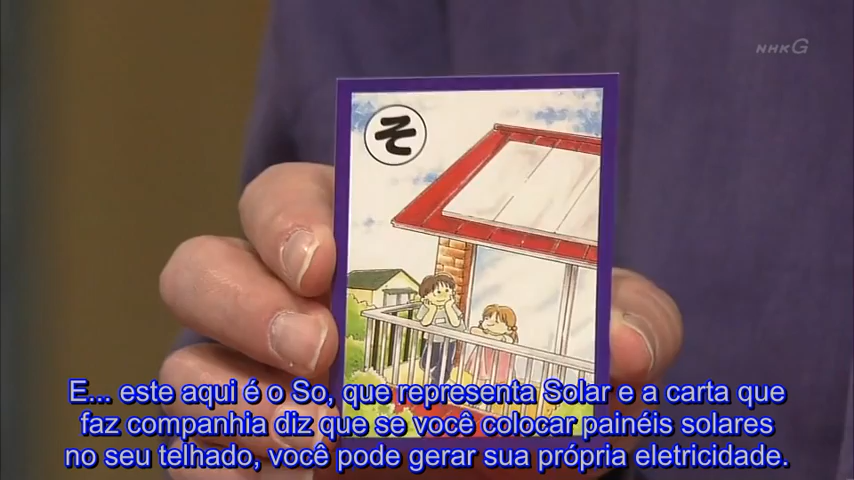 NHK G
そ
E... este aqui é o So, que representa Solar e a carta que
faz companhia diz que se você colocar painéis solares
no seu telhado, você pode gerar sua própria eletricidade.